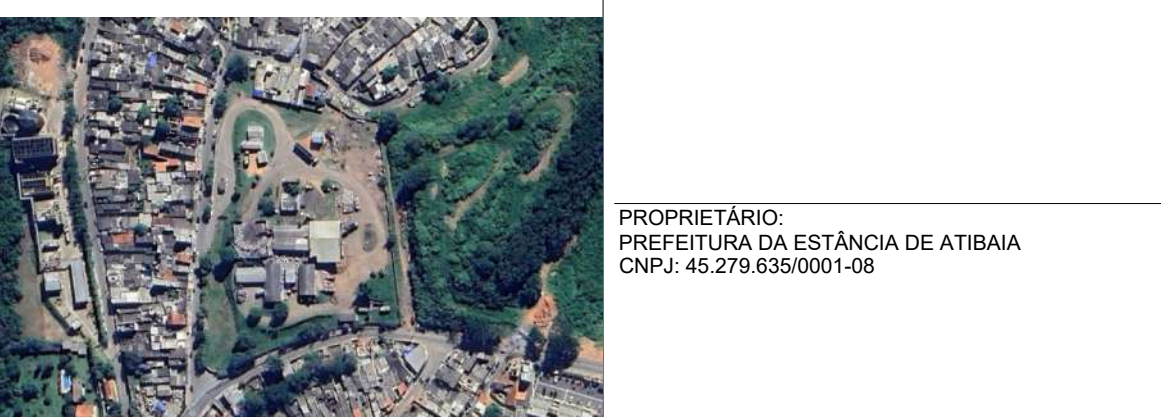 PROPRIETÁRIO:
PREFEITURA DA ESTÂNCIA DE ATIBAIA
CNPJ: 45.279.635/0001-08